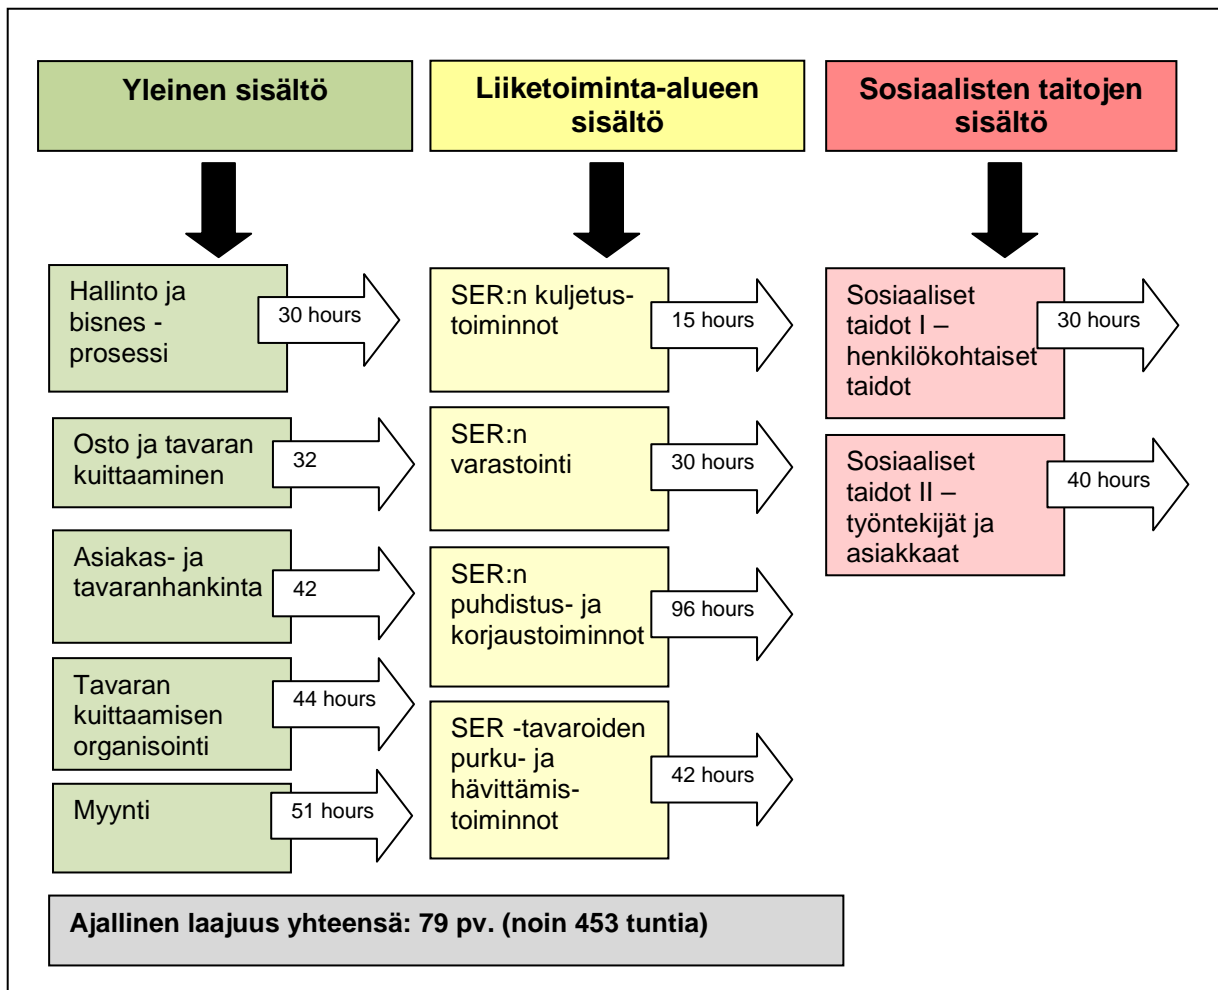 Yleinen sisältö
Liiketoiminta-alueen
sisältö
Sosiaalisten taitojen
sisältö
Hallinto ja
bisnes -
prosessi
30 hours
Osto ja tavaran
kuittaaminen
32
Asiakas- ja
tavaranhankinta
42
Tavaran
kuittaamisen
organisointi
44 hours
Myynti
51 hours
SER:n kuljetus-
toiminnot
15 hours
SER:n
varastointi
30 hours
SER:n
puhdistus- ja
korjaustoiminnot
96 hours
SER -tavaroiden
purku- ja
hävittämis-
toiminnot
42 hours
Sosiaaliset
taidot I –
henkilökohtaiset
taidot
30 hours
Sosiaaliset
taidot II –
työntekijät ja
asiakkaat
40 hours
Ajallinen laajuus yhteensä: 79 pv. (noin 453 tuntia)